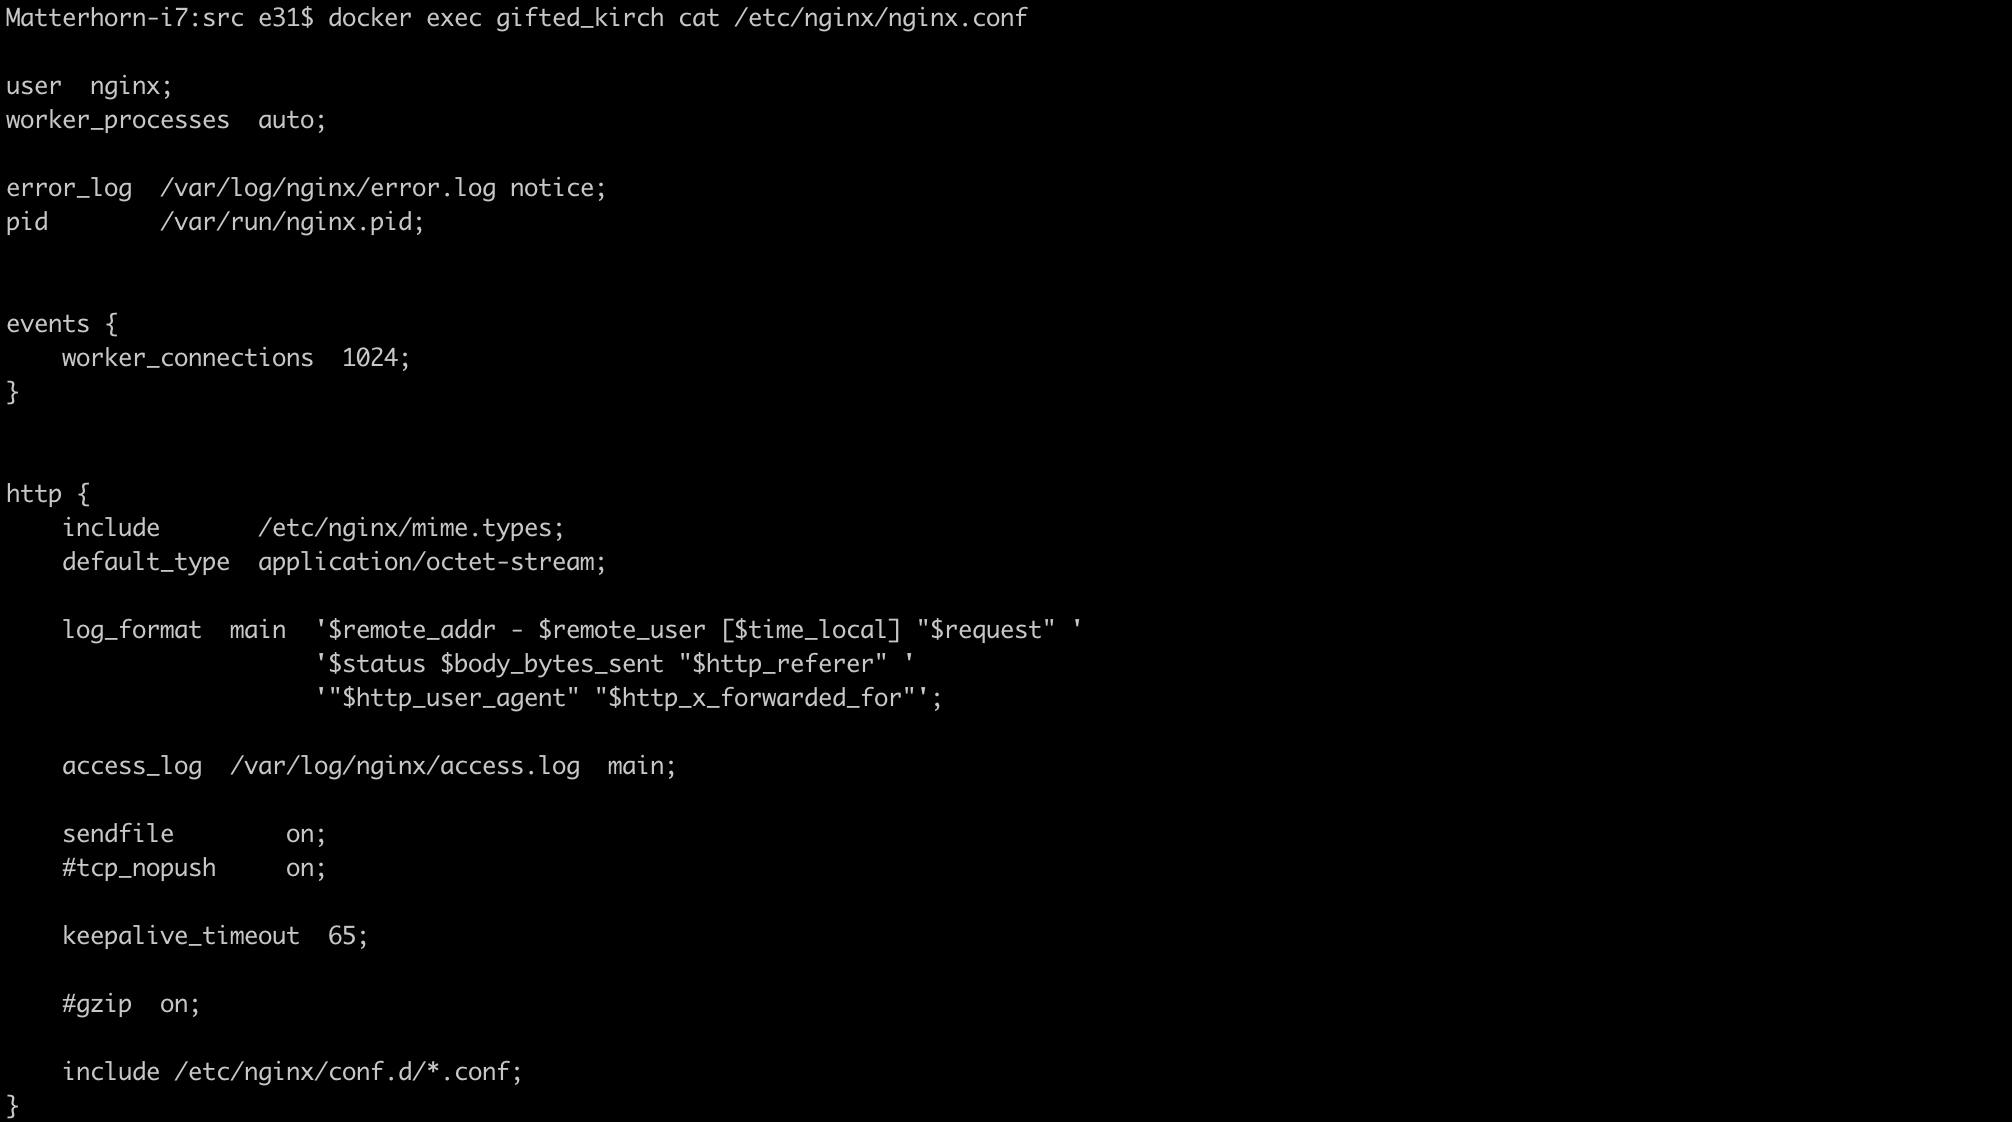 Matterhorn-i7:src e31$ docker exec gifted_kirch cat /etc/nginx/nginx.conf

user  nginx;
worker_processes  auto;

error_log  /var/log/nginx/error.log notice;
pid        /var/run/nginx.pid;


events {
    worker_connections  1024;
}


http {
    include       /etc/nginx/mime.types;
    default_type  application/octet-stream;

    log_format  main  '$remote_addr - $remote_user [$time_local] "$request" '
                      '$status $body_bytes_sent "$http_referer" '
                      '"$http_user_agent" "$http_x_forwarded_for"';

    access_log  /var/log/nginx/access.log  main;

    sendfile        on;
    #tcp_nopush     on;

    keepalive_timeout  65;

    #gzip  on;

    include /etc/nginx/conf.d/*.conf;
}